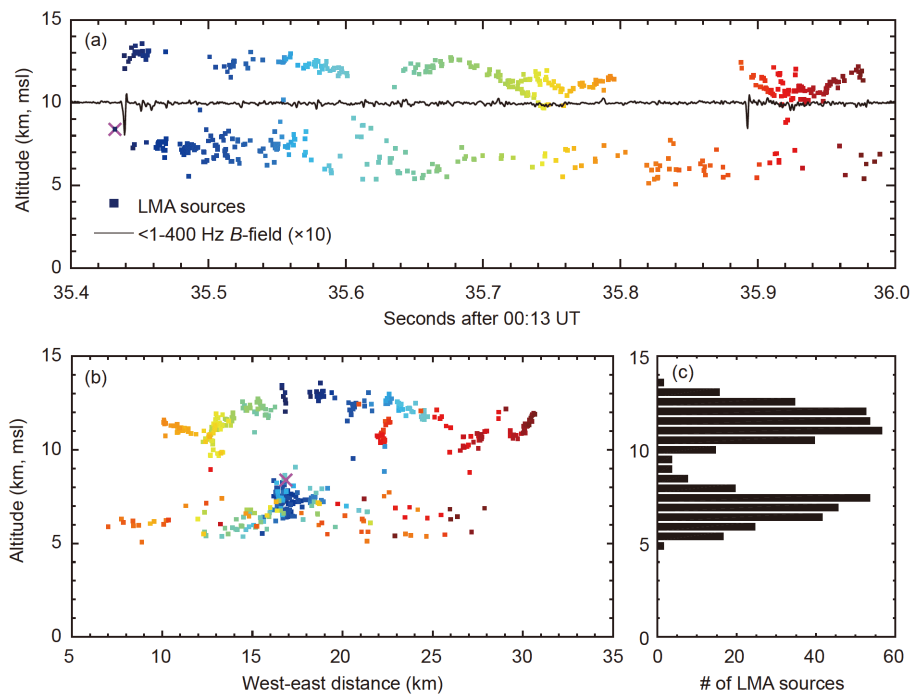 (a)
Altitude (km, msl)
15
10
5
0
LMA sources
<1-400 Hz B-field (×10)
35.4 35.5 35.6 35.7 35.8 35.9 36.0
Seconds after 00:13 UT
(b)
Altitude (km, msl)
15
10
5
0
5 10 15 20 25 30 35
West-east distance (km)
(c)
15
10
5
0
0 20 40 60
# of LMA sources